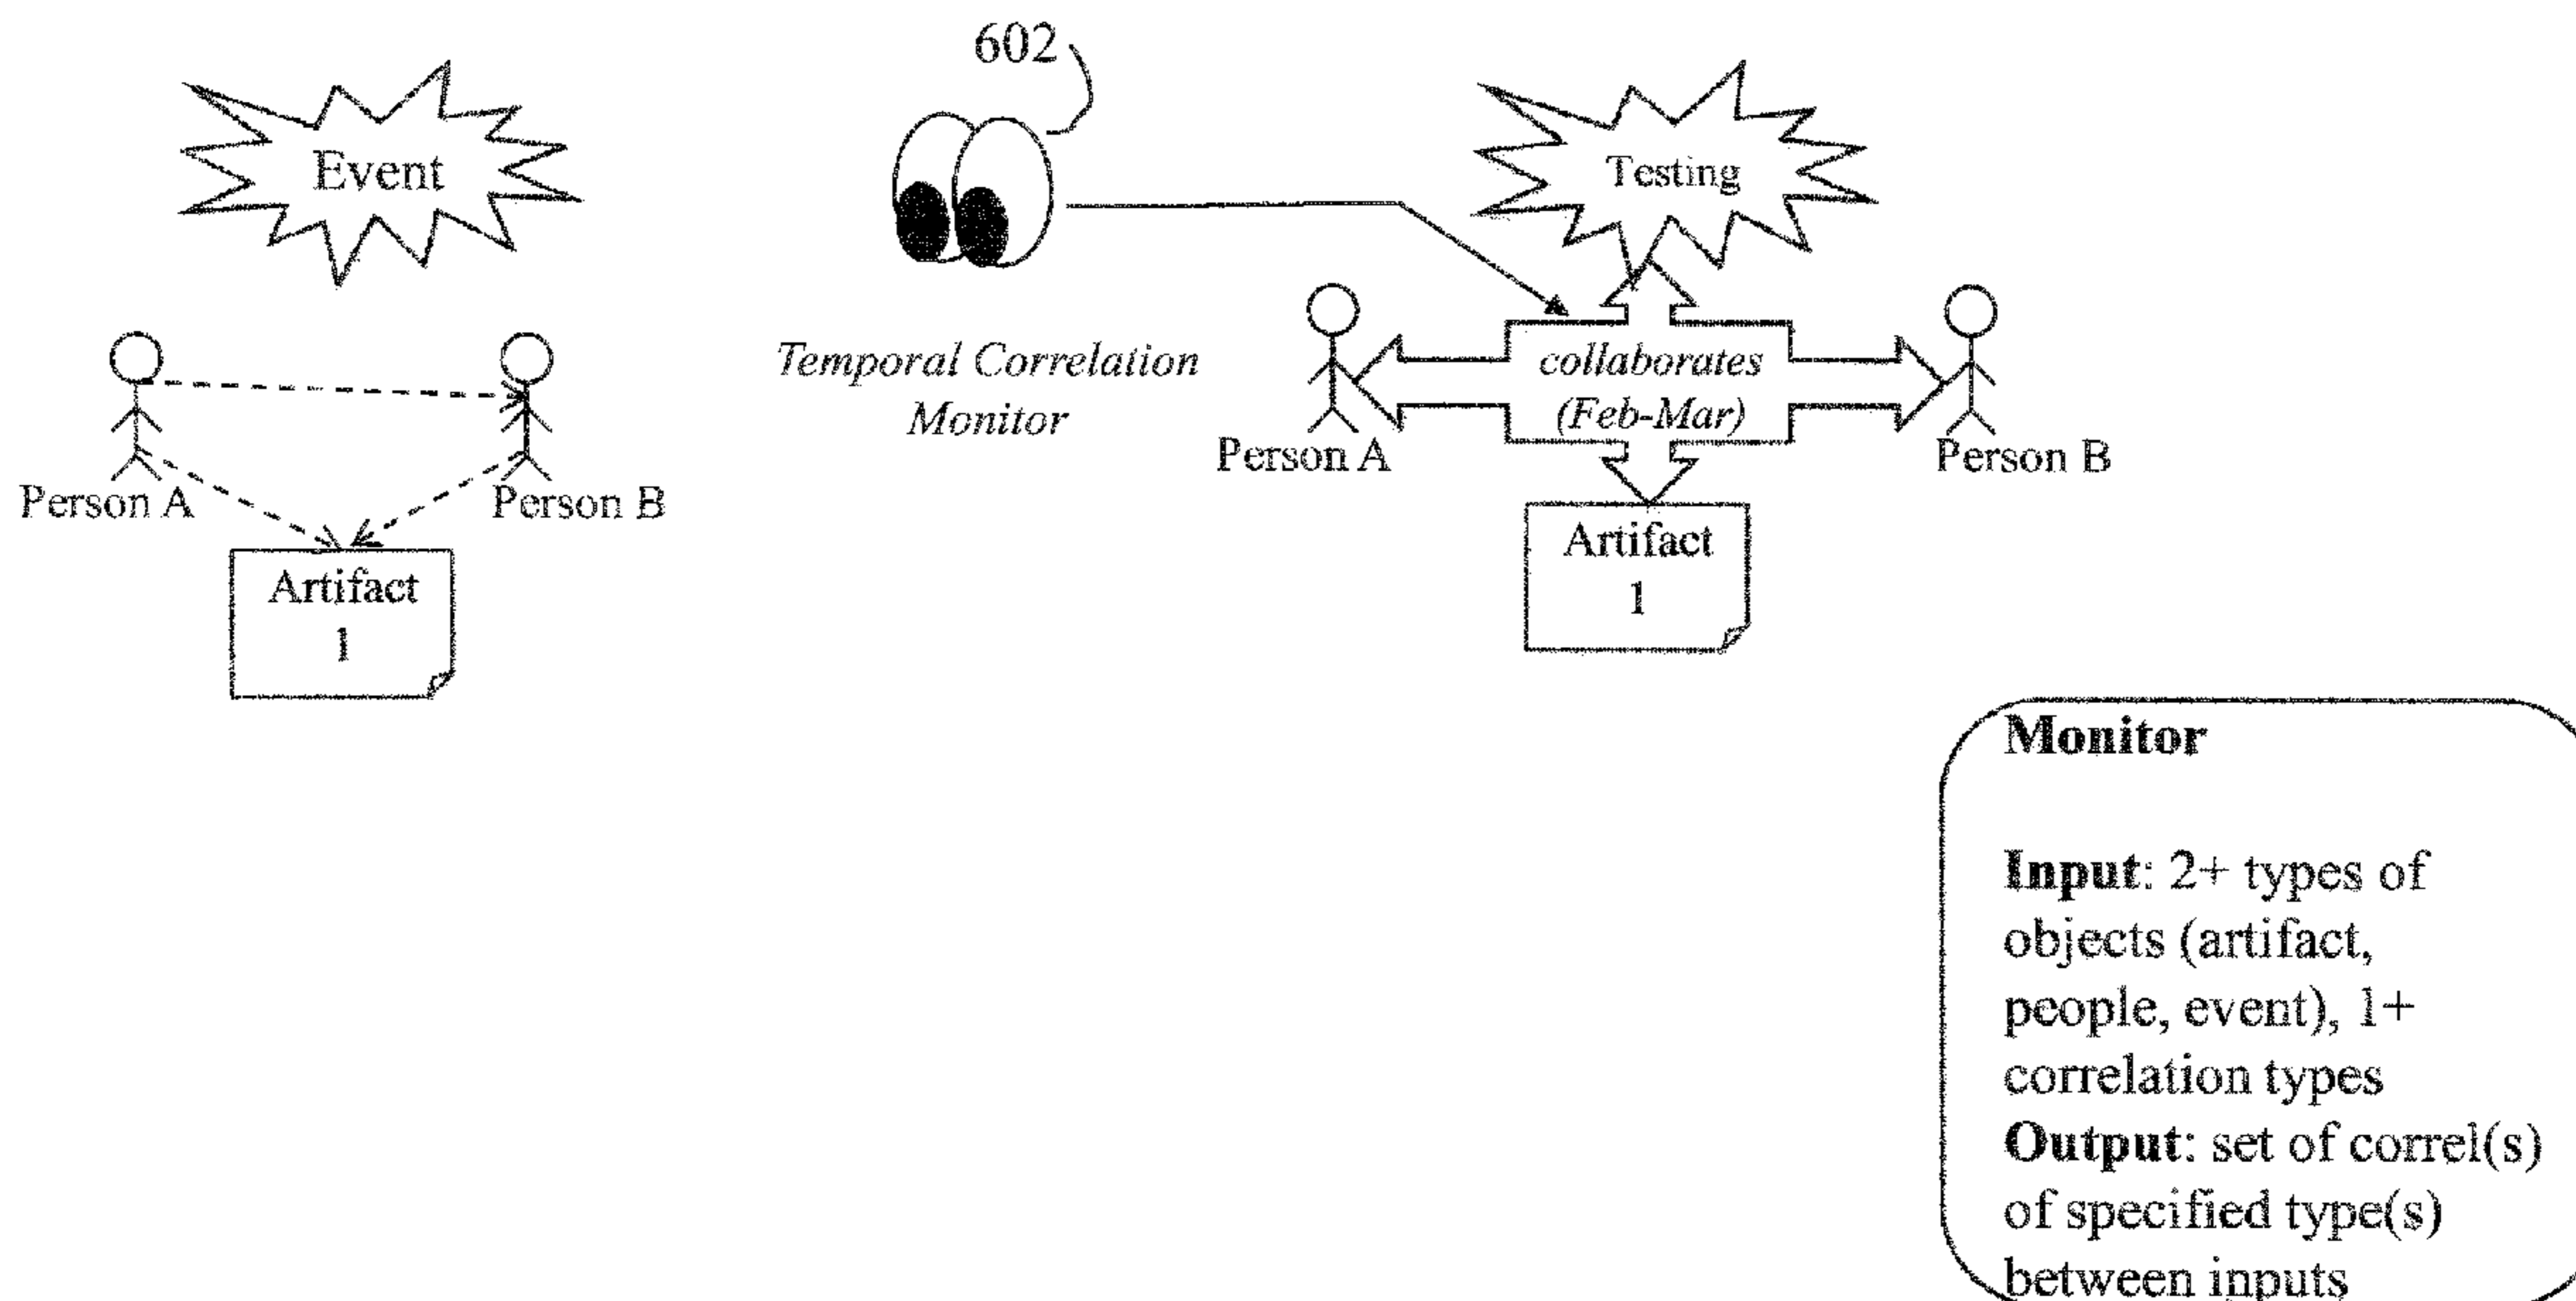 602
Event
Testing
Temporal Correlation
Monitor
collaborates
(Feb-Mar)
Person A
Person B
Person A
Person B
Artifact
1
Artifact
1
Monitor
Input: 2+ types of
objects (artifact,
people, event), 1+
correlation types
Output: set of correl(s)
of specified type(s)
between inputs